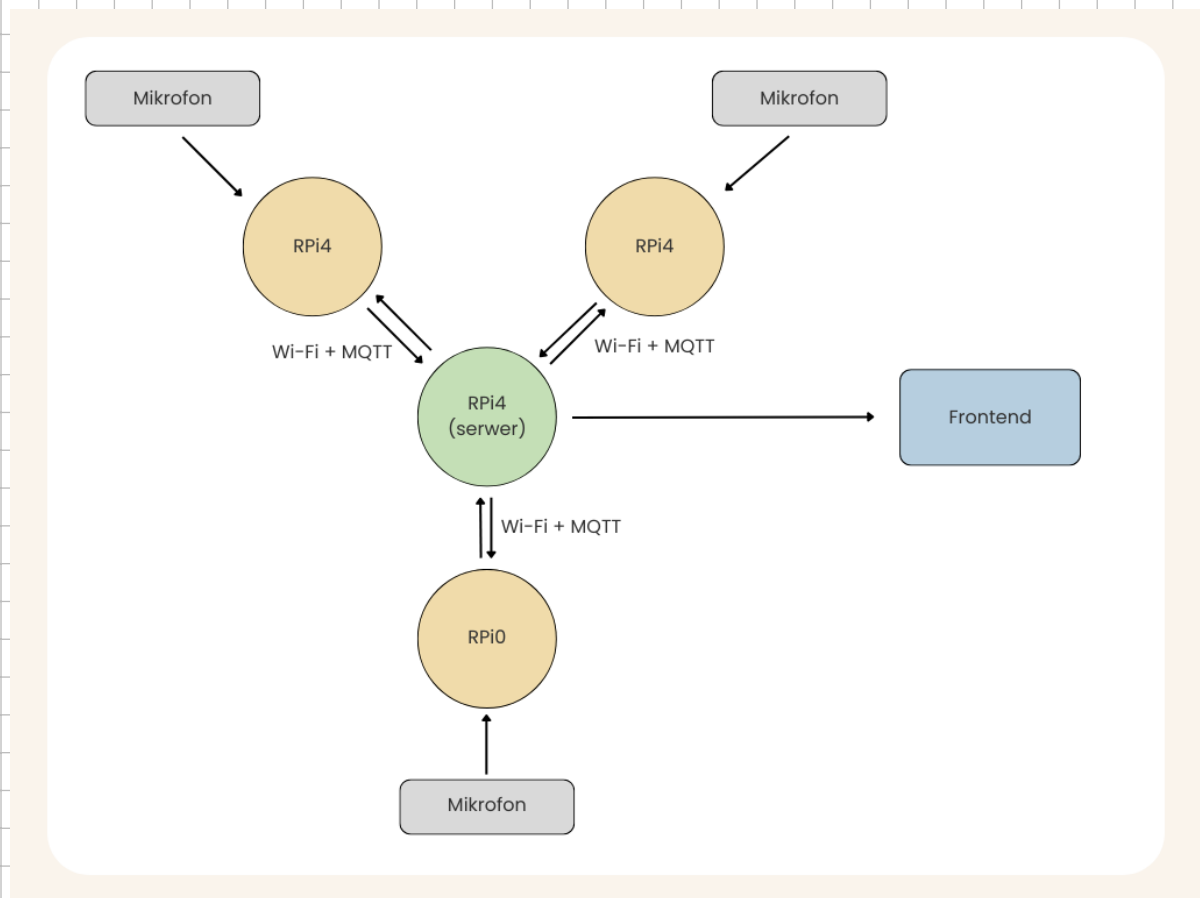 Mikrofon
Mikrofon
RPi4
RPi4
Wi-Fi + MQTT
Wi-Fi + MQTT
RPi4
(serwer)
Frontend
Wi-Fi + MQTT
RPi0
Mikrofon